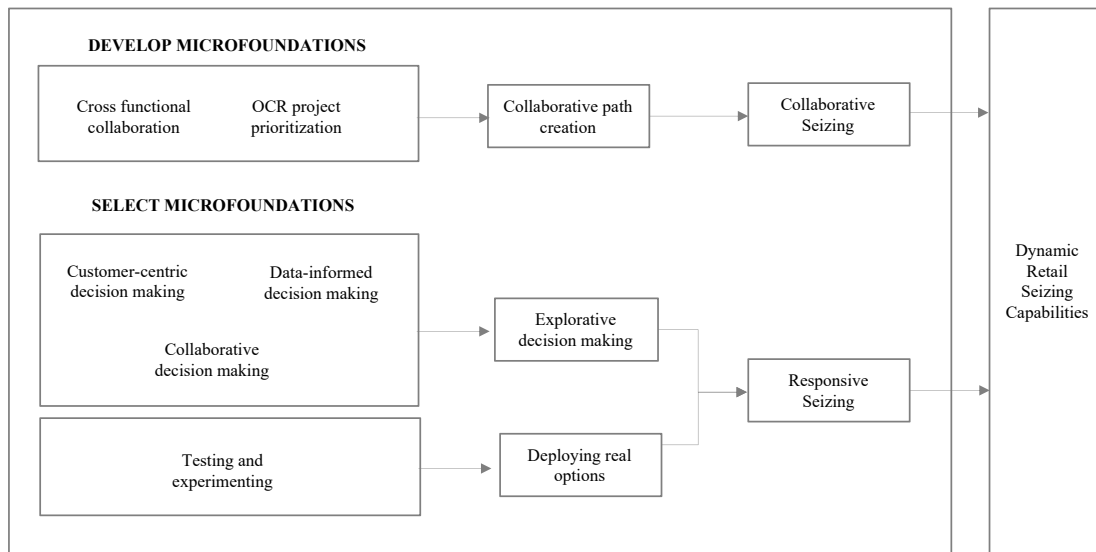 DEVELOP MICROFOUNDATIONS
Cross functional
collaboration
OCR project
prioritization
Collaborative path
creation
Collaborative
Seizing
SELECT MICROFOUNDATIONS
Customer-centric
decision making
Data-informed
decision making
Collaborative
decision making
Explorative
decision making
Testing and
experimenting
Deploying real
options
Responsive
Seizing
Dynamic
Retail
Seizing
Capabilities